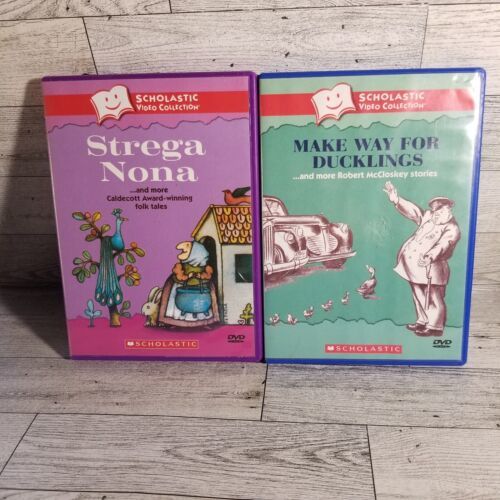 SCHOLASTIC
VIDEO COLLECTION
Strega
Nona
...and more
Caldecott Award-winning
folk tales
DVD
SCHOLASTIC
SCHOLASTIC
VIDEO COLLECTION
MAKE WAY FOR
DUCKLINGS
...and more Robert McCloskey stories
SCHOLASTIC
DVD